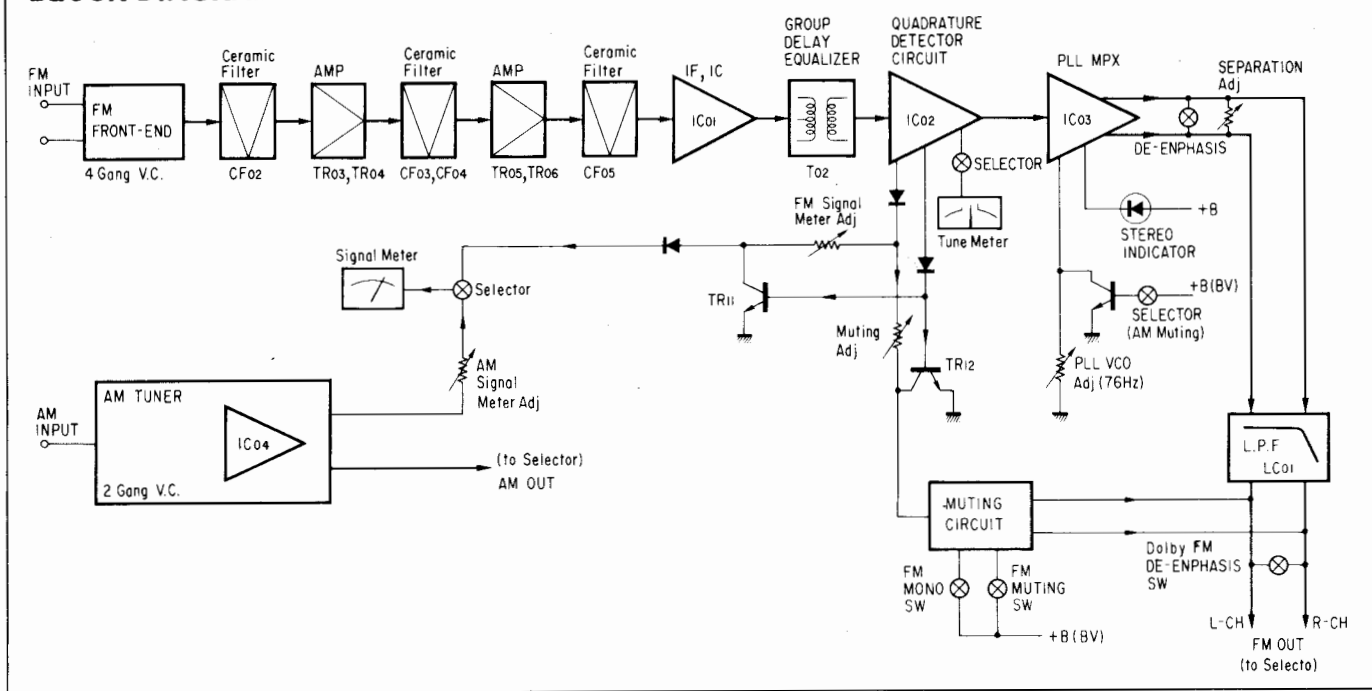 FM
INPUT
FM
FRONT-END
4 Gang V.C.
Ceramic
Filter
CF02
AMP
TR03,TR04
Ceramic
Filter
CF03,CF04
AMP
TR05,TR06
Ceramic
Filter
CF05
IF, IC
IC01
GROUP
DELAY
EQUALIZER
T02
QUADRATURE
DETECTOR
CIRCUIT
IC02
SELECTOR
Tune Meter
PLL MPX
IC03
SEPARATION
Adj
DE-ENPHASIS
+B
STEREO
INDICATOR
+B(BV)
SELECTOR
(AM Muting)
PLL VCO
Adj (76Hz)
FM Signal
Meter Adj
Signal Meter
Selector
TR11
Muting
Adj
TR12
AM
Signal
Meter Adj
AM
INPUT
AM TUNER
IC04
2 Gang V.C.
(to Selector)
AM OUT
L.P.F
LC01
MUTING
CIRCUIT
FM
MONO
SW
FM
MUTING
SW
+B(BV)
Dolby FM
DE-ENPHASIS
SW
L-CH
R-CH
FM OUT
(to Selecto)